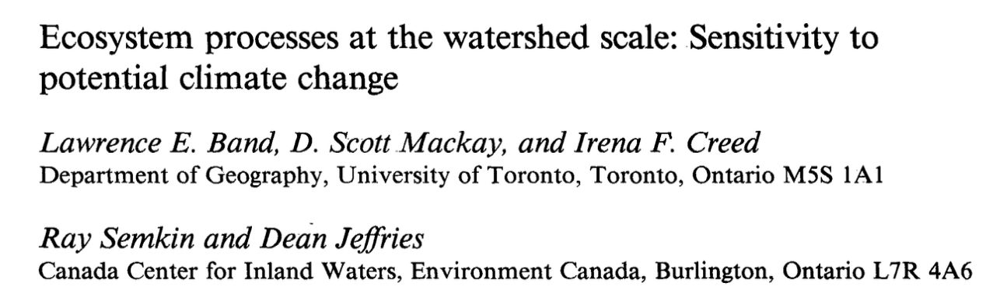 Ecosystem processes at the watershed scale: Sensitivity to
potential climate change
Lawrence E. Band, D. Scott Mackay, and Irena F. Creed
Department of Geography, University of Toronto, Toronto, Ontario M5S 1A1
Ray Semkin and Dean Jeffries
Canada Center for Inland Waters, Environment Canada, Burlington, Ontario L7R 4A6